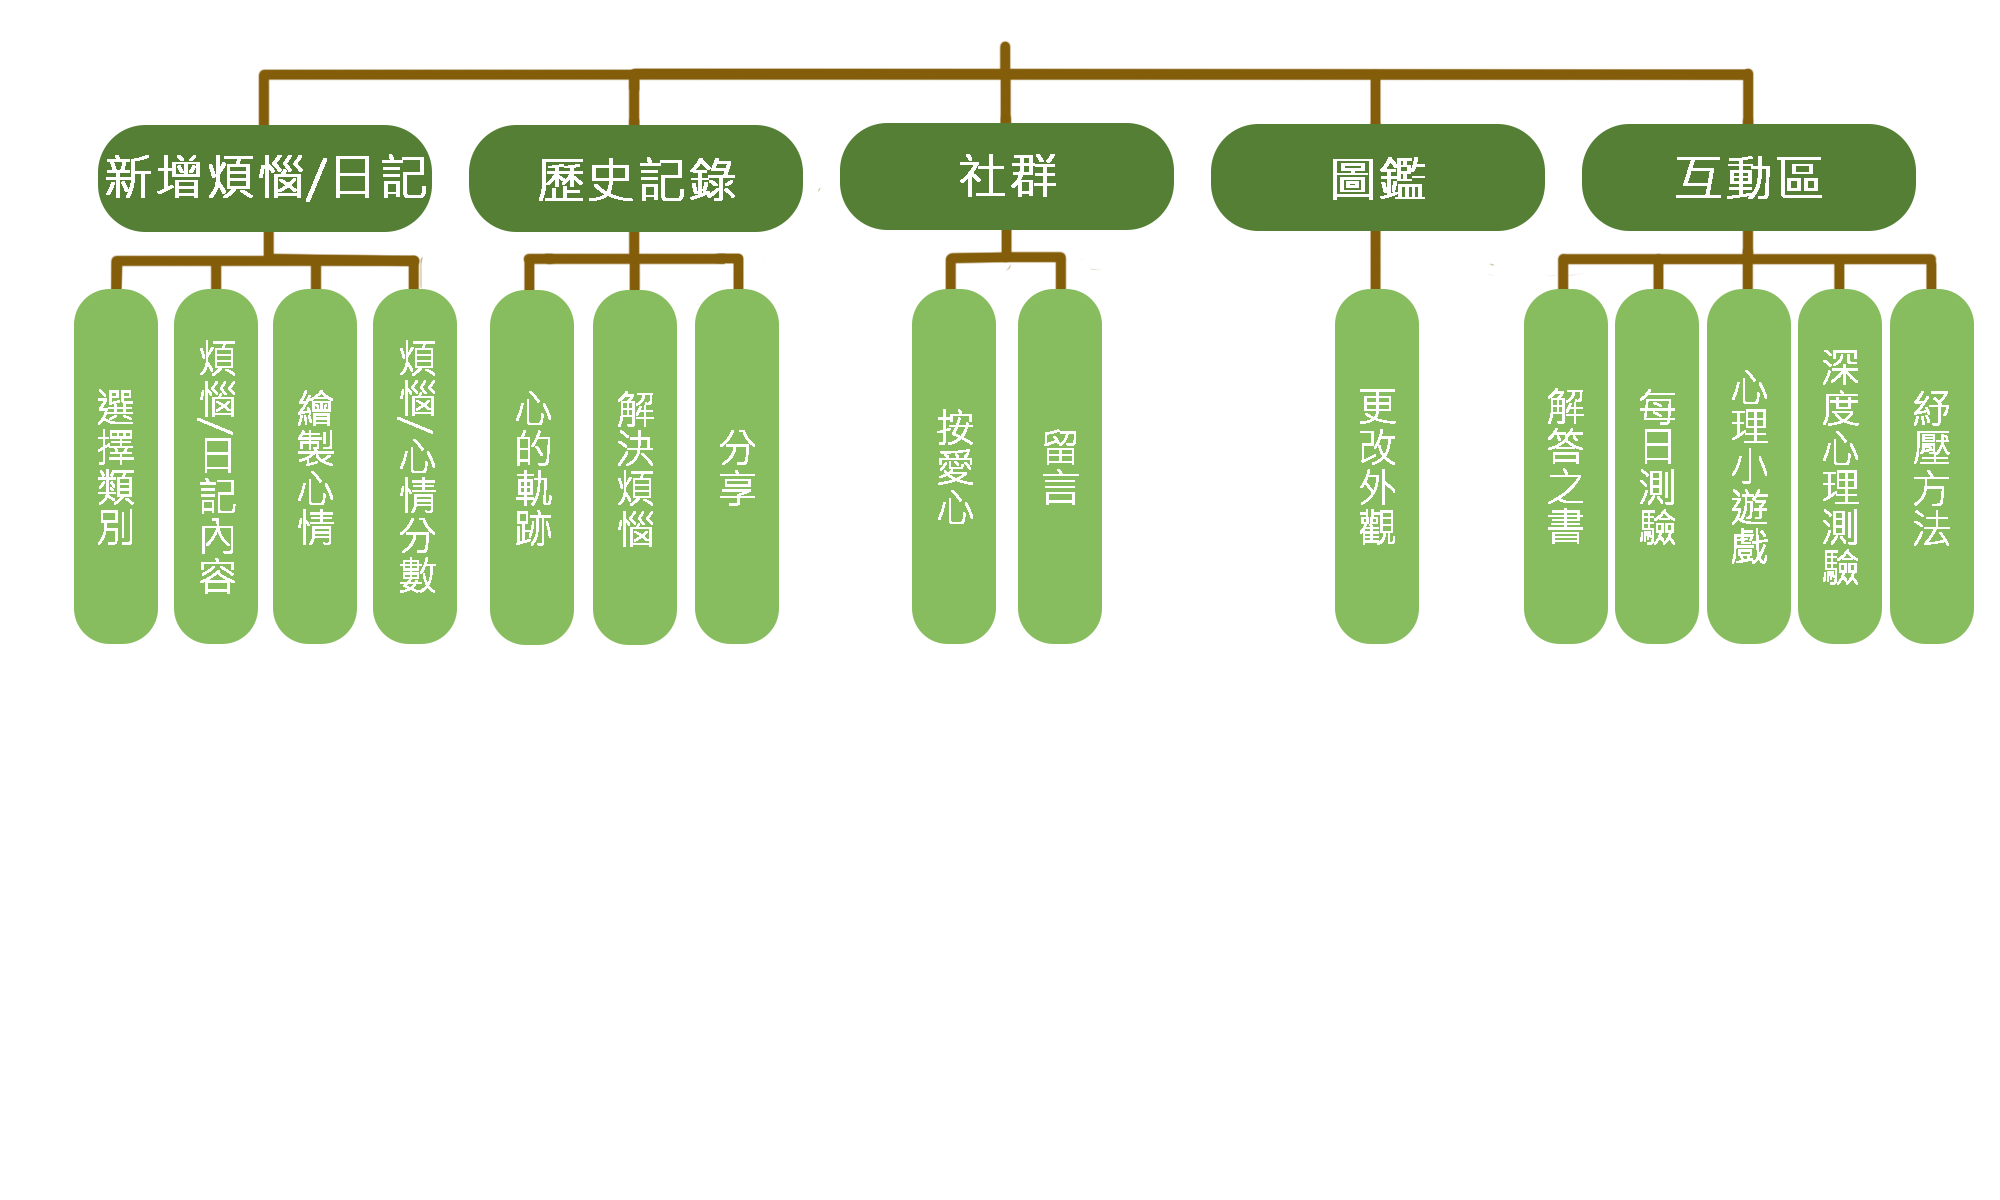 新增煩惱/日記
歷史記錄
社群
圖鑑
互動區
選擇類別
煩惱/日記內容
繪製心情
煩惱/心情分數
心的軌跡
解決煩惱
分享
按愛心
留言
更改外觀
解答之書
每日測驗
心理小遊戲
深度心理測驗
紓壓方法